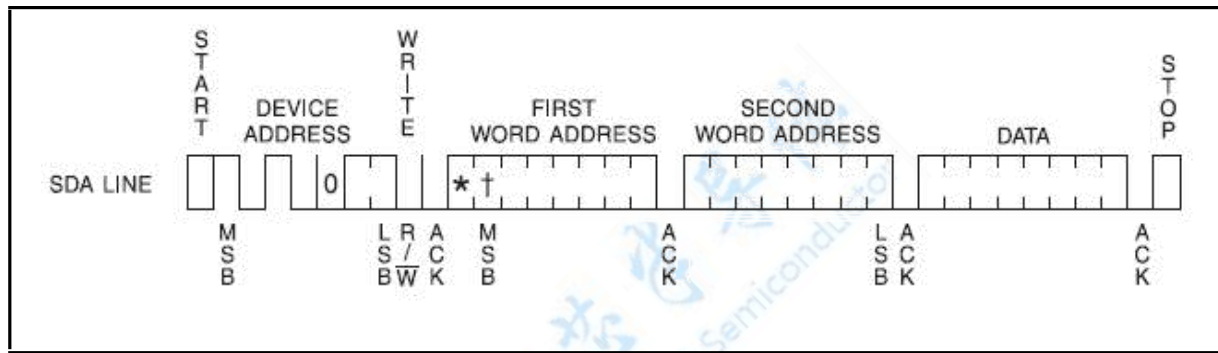 START
WRITE
STOP
DEVICE
ADDRESS
FIRST
WORD ADDRESS
SECOND
WORD ADDRESS
DATA
SDA LINE
0
* †
MSB
LSB
R/W
ACK
MSB
ACK
LSB
ACK
ACK
Semiconductor